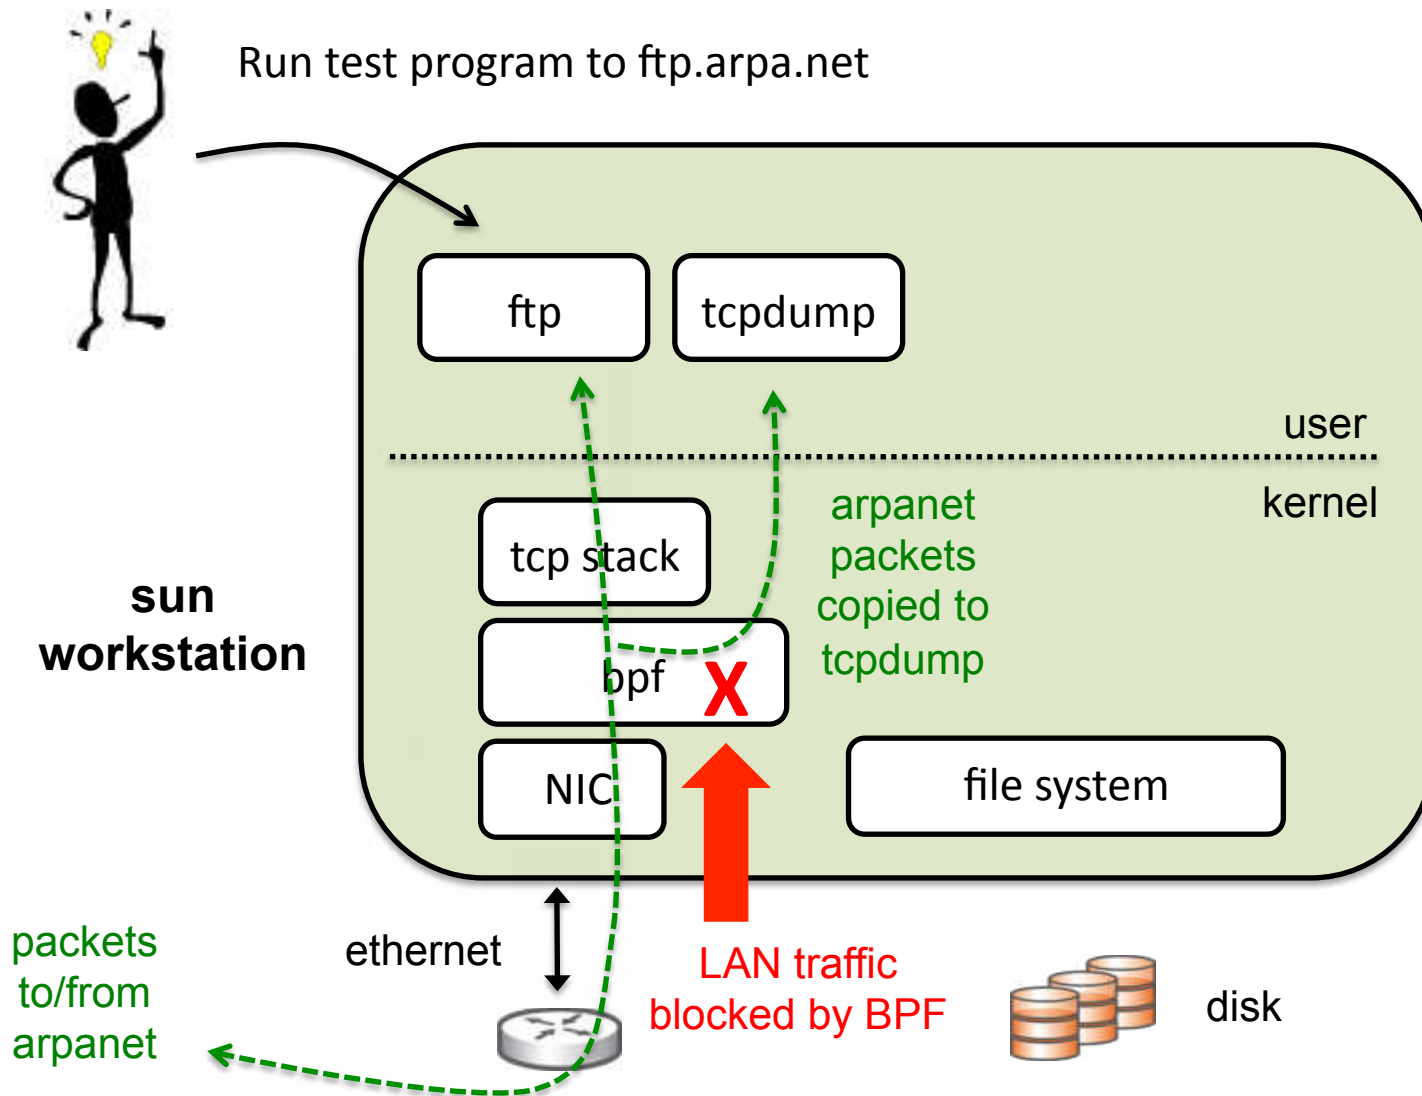 Run test program to ftp.arpa.net
ftp
tcpdump
user
kernel
tcp stack
arpanet
packets
copied to
tcpdump
sun
workstation
bpf
X
NIC
file system
ethernet
packets
to/from
arpanet
LAN traffic
blocked by BPF
disk